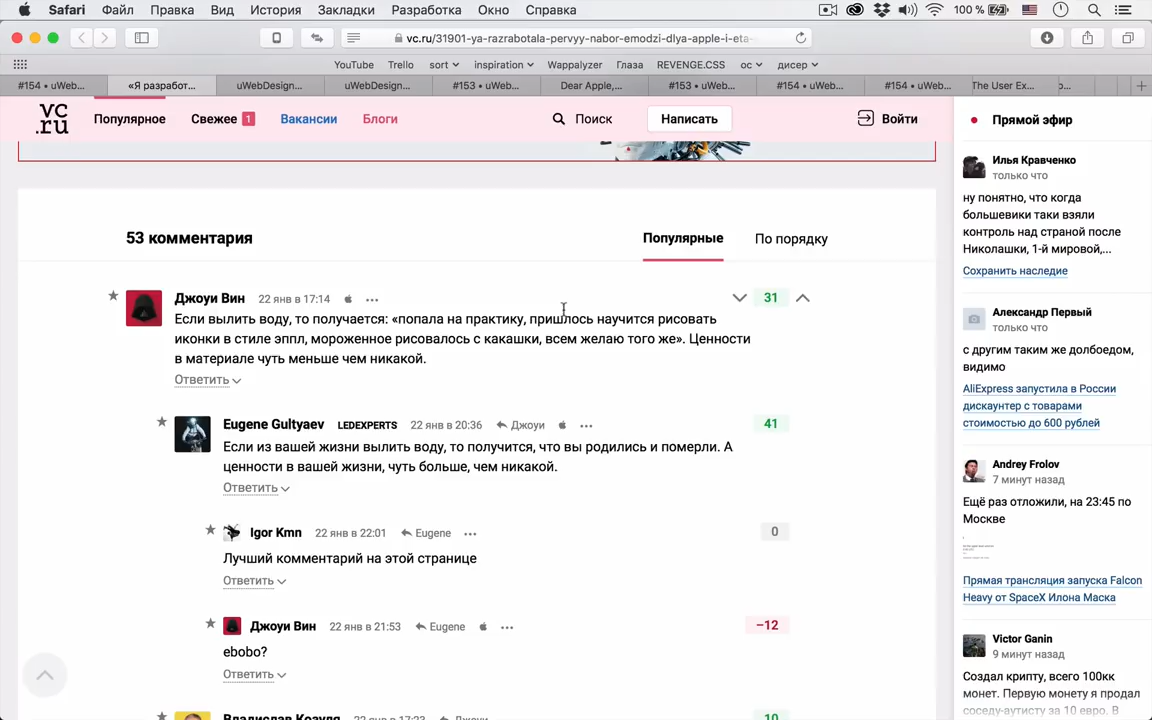 Safari Файл Правка Вид История Закладки Разработка Окно Справка 100 %
vc.ru/31901-ya-razrabotala-pervyy-nabor-emodzi-dlya-apple-i-eta-
YouTube Trello sort inspiration Wappalyzer Глаза REVENGE.CSS ос дисер
#154 • uWeb... «Я разработ... uWebDesign... uWebDesign... #153 • uWeb... Dear Apple,... #153 • uWeb... #154 • uWeb... #154 • uWeb... The User Ex...
vc
.ru
Популярное Свежее 1 Вакансии Блоги Поиск Написать Войти
53 комментария
Популярные По порядку
Джоуи Вин 22 янв в 17:14 31
Если вылить воду, то получается: «попала на практику, пришлось научится рисовать
иконки в стиле эппл, мороженное рисовалось с какашки, всем желаю того же». Ценности
в материале чуть меньше чем никакой.
Ответить
Eugene Gultyaev LEDEXPERTS 22 янв в 20:36 Джоуи 41
Если из вашей жизни вылить воду, то получится, что вы родились и померли. А
ценности в вашей жизни, чуть больше, чем никакой.
Ответить
Igor Kmn 22 янв в 22:01 Eugene 0
Лучший комментарий на этой странице
Ответить
Джоуи Вин 22 янв в 21:53 Eugene −12
ebobo?
Ответить
Владислав Козуля 22 янв в 17:23 Джоуи 10
Прямой эфир
Илья Кравченко
только что
ну понятно, что когда
большевики таки взяли
контроль над страной после
Николашки, 1-й мировой,...
Сохранить наследие
Александр Первый
только что
с другим таким же долбоедом,
видимо
AliExpress запустила в России
дискаунтер с товарами
стоимостью до 600 рублей
Andrey Frolov
7 минут назад
Ещё раз отложили, на 23:45 по
Москве
Прямая трансляция запуска Falcon
Heavy от SpaceX Илона Маска
Victor Ganin
9 минут назад
Создал крипту, всего 100кк
монет. Первую монету я продал
соседу-аутисту за 10 евро. В